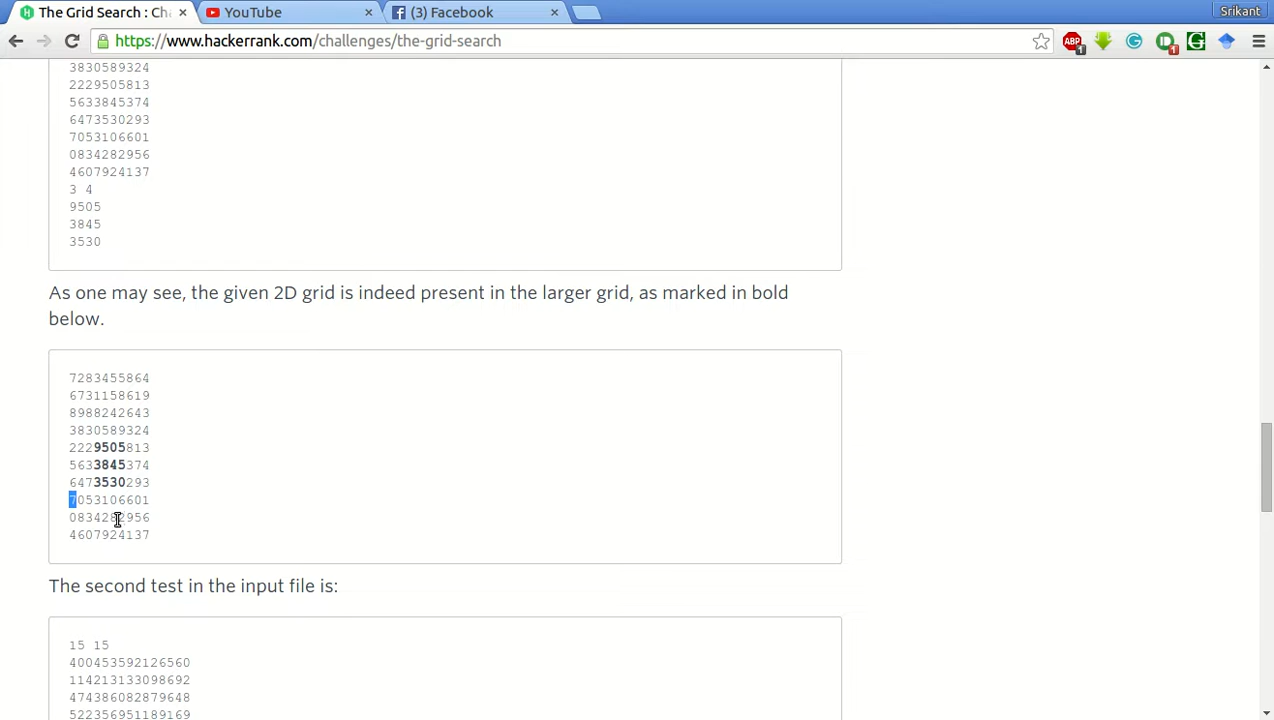 The Grid Search : Ch
YouTube
(3) Facebook
Srikant
https://www.hackerrank.com/challenges/the-grid-search
ABP
1
1
G
3830589324
2229505813
5633845374
6473530293
7053106601
0834282956
4607924137
3 4
9505
3845
3530
As one may see, the given 2D grid is indeed present in the larger grid, as marked in bold
below.
7283455864
6731158619
8988242643
3830589324
2229505813
5633845374
6473530293
7053106601
0834282956
4607924137
The second test in the input file is:
15 15
400453592126560
114213133098692
474386082879648
522356951189169